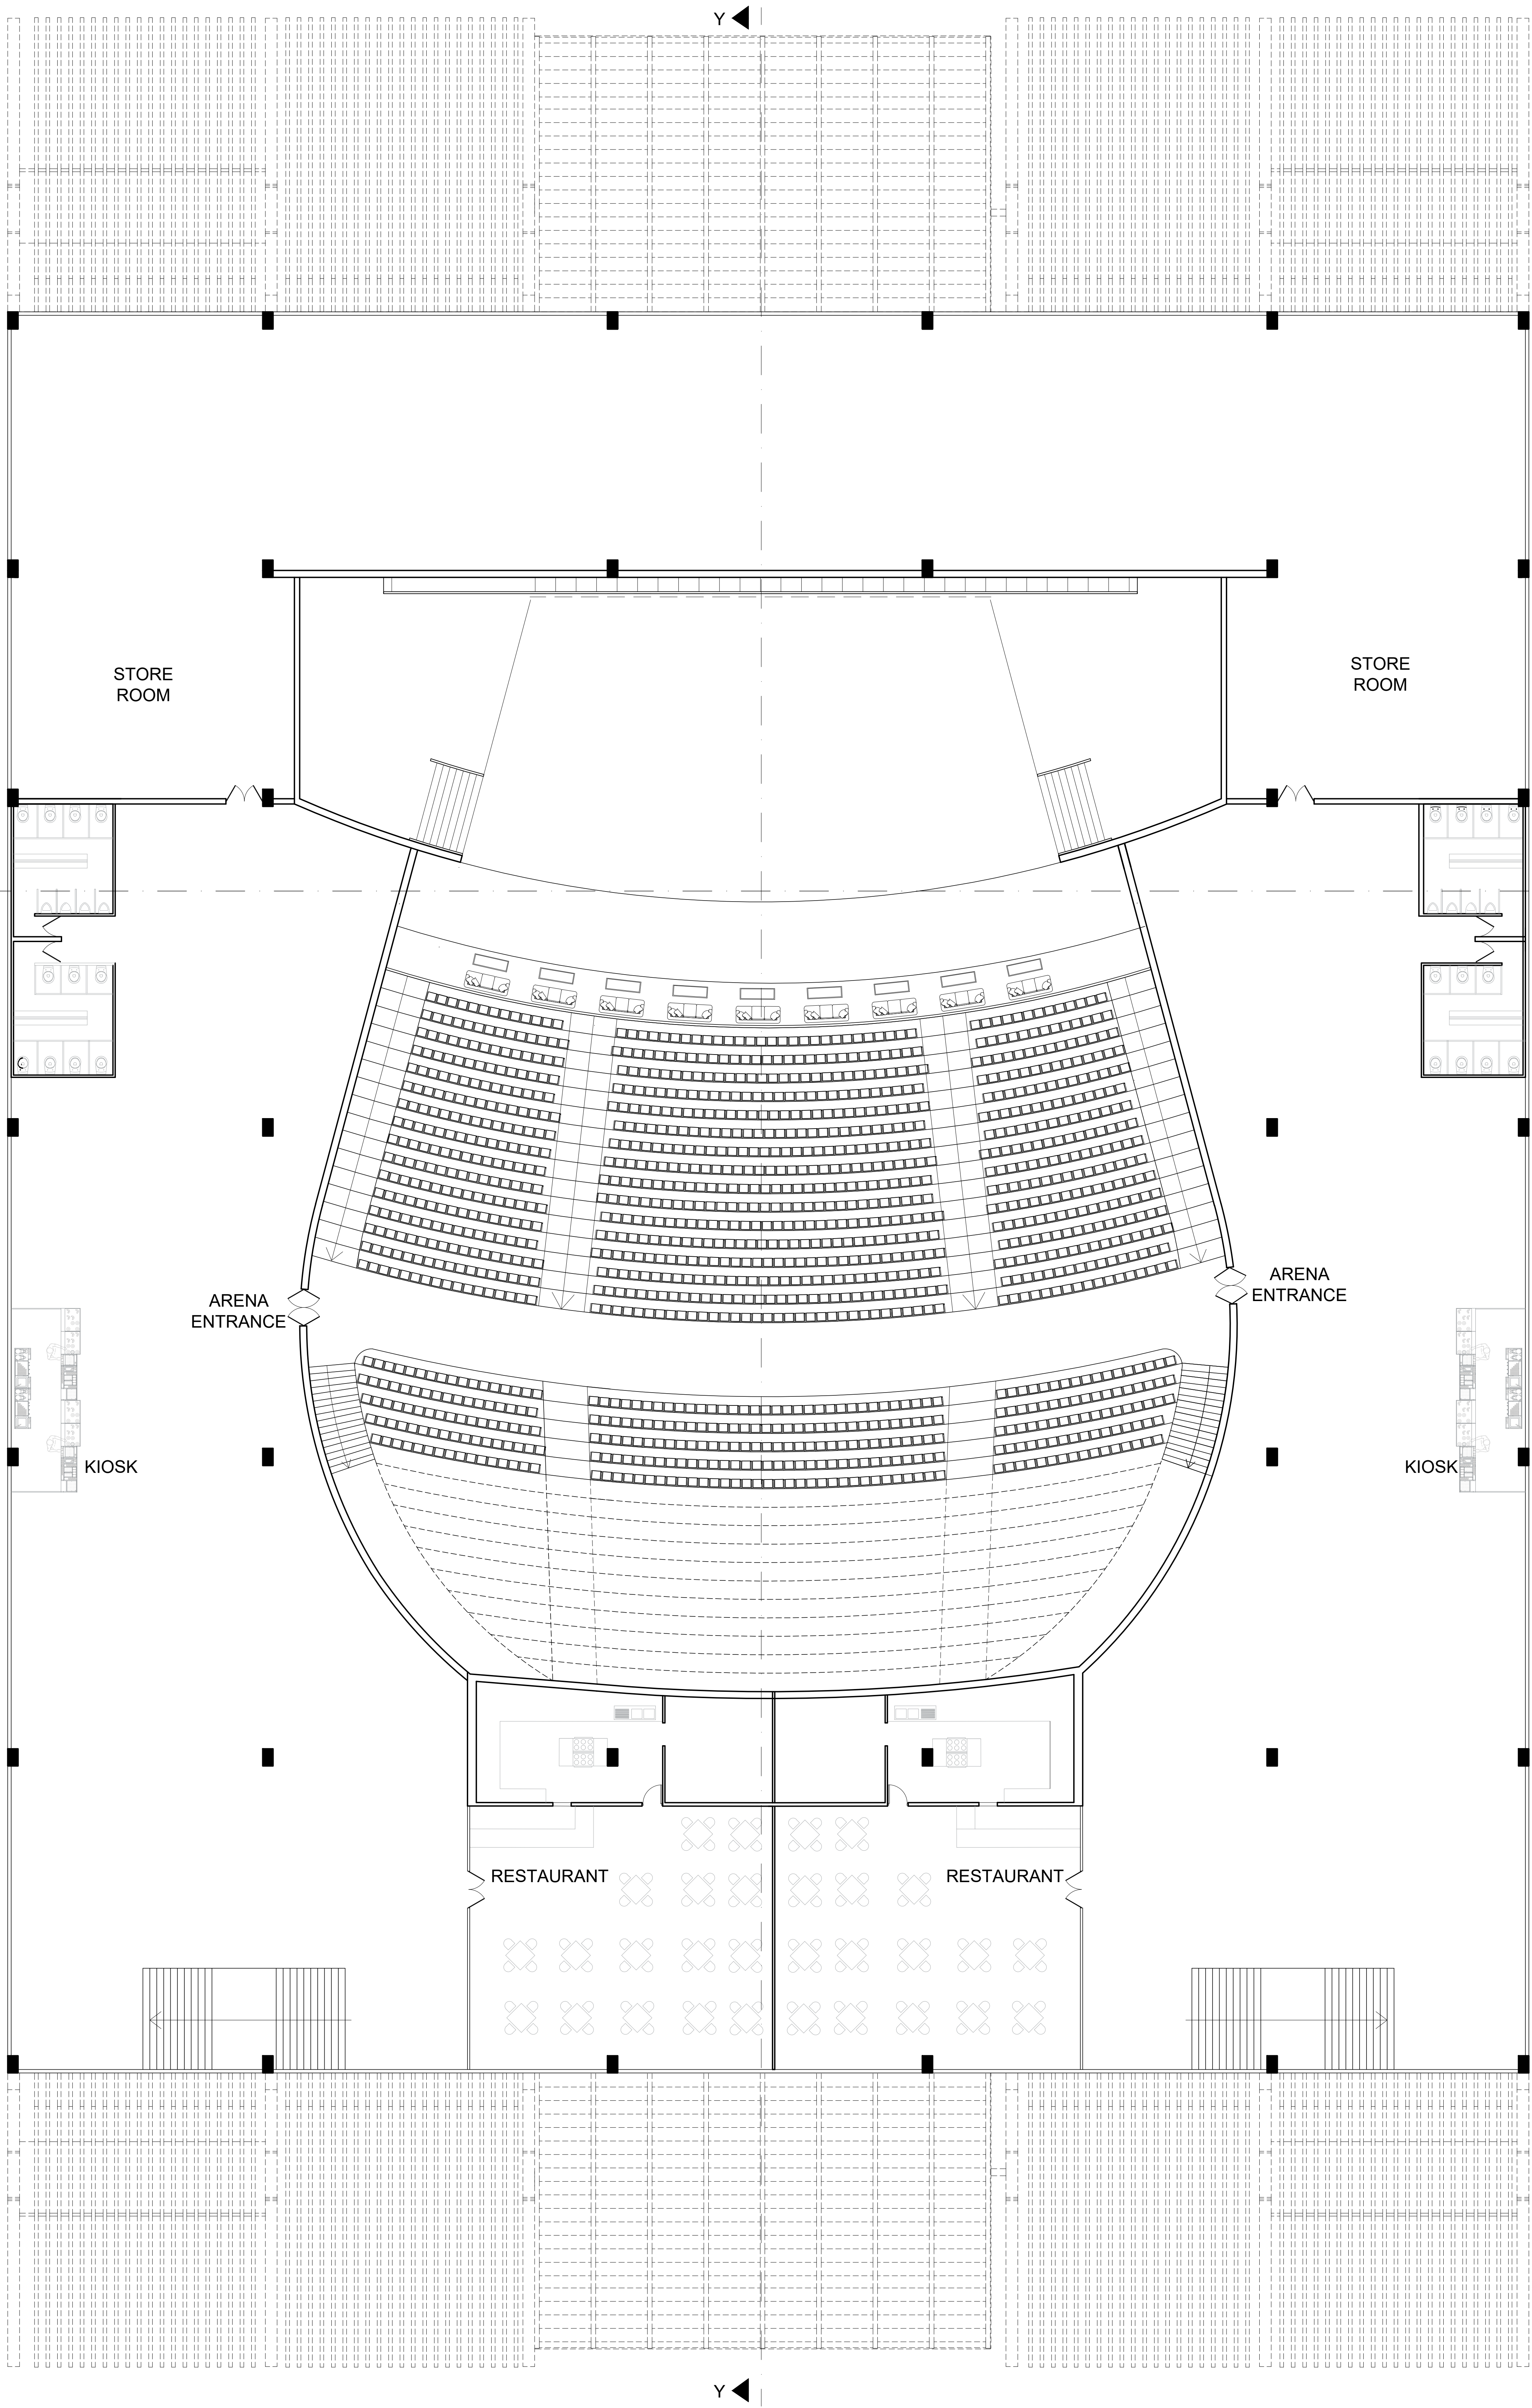 Y
STORE
ROOM
STORE
ROOM
ARENA
ENTRANCE
ARENA
ENTRANCE
KIOSK
KIOSK
RESTAURANT
RESTAURANT
Y